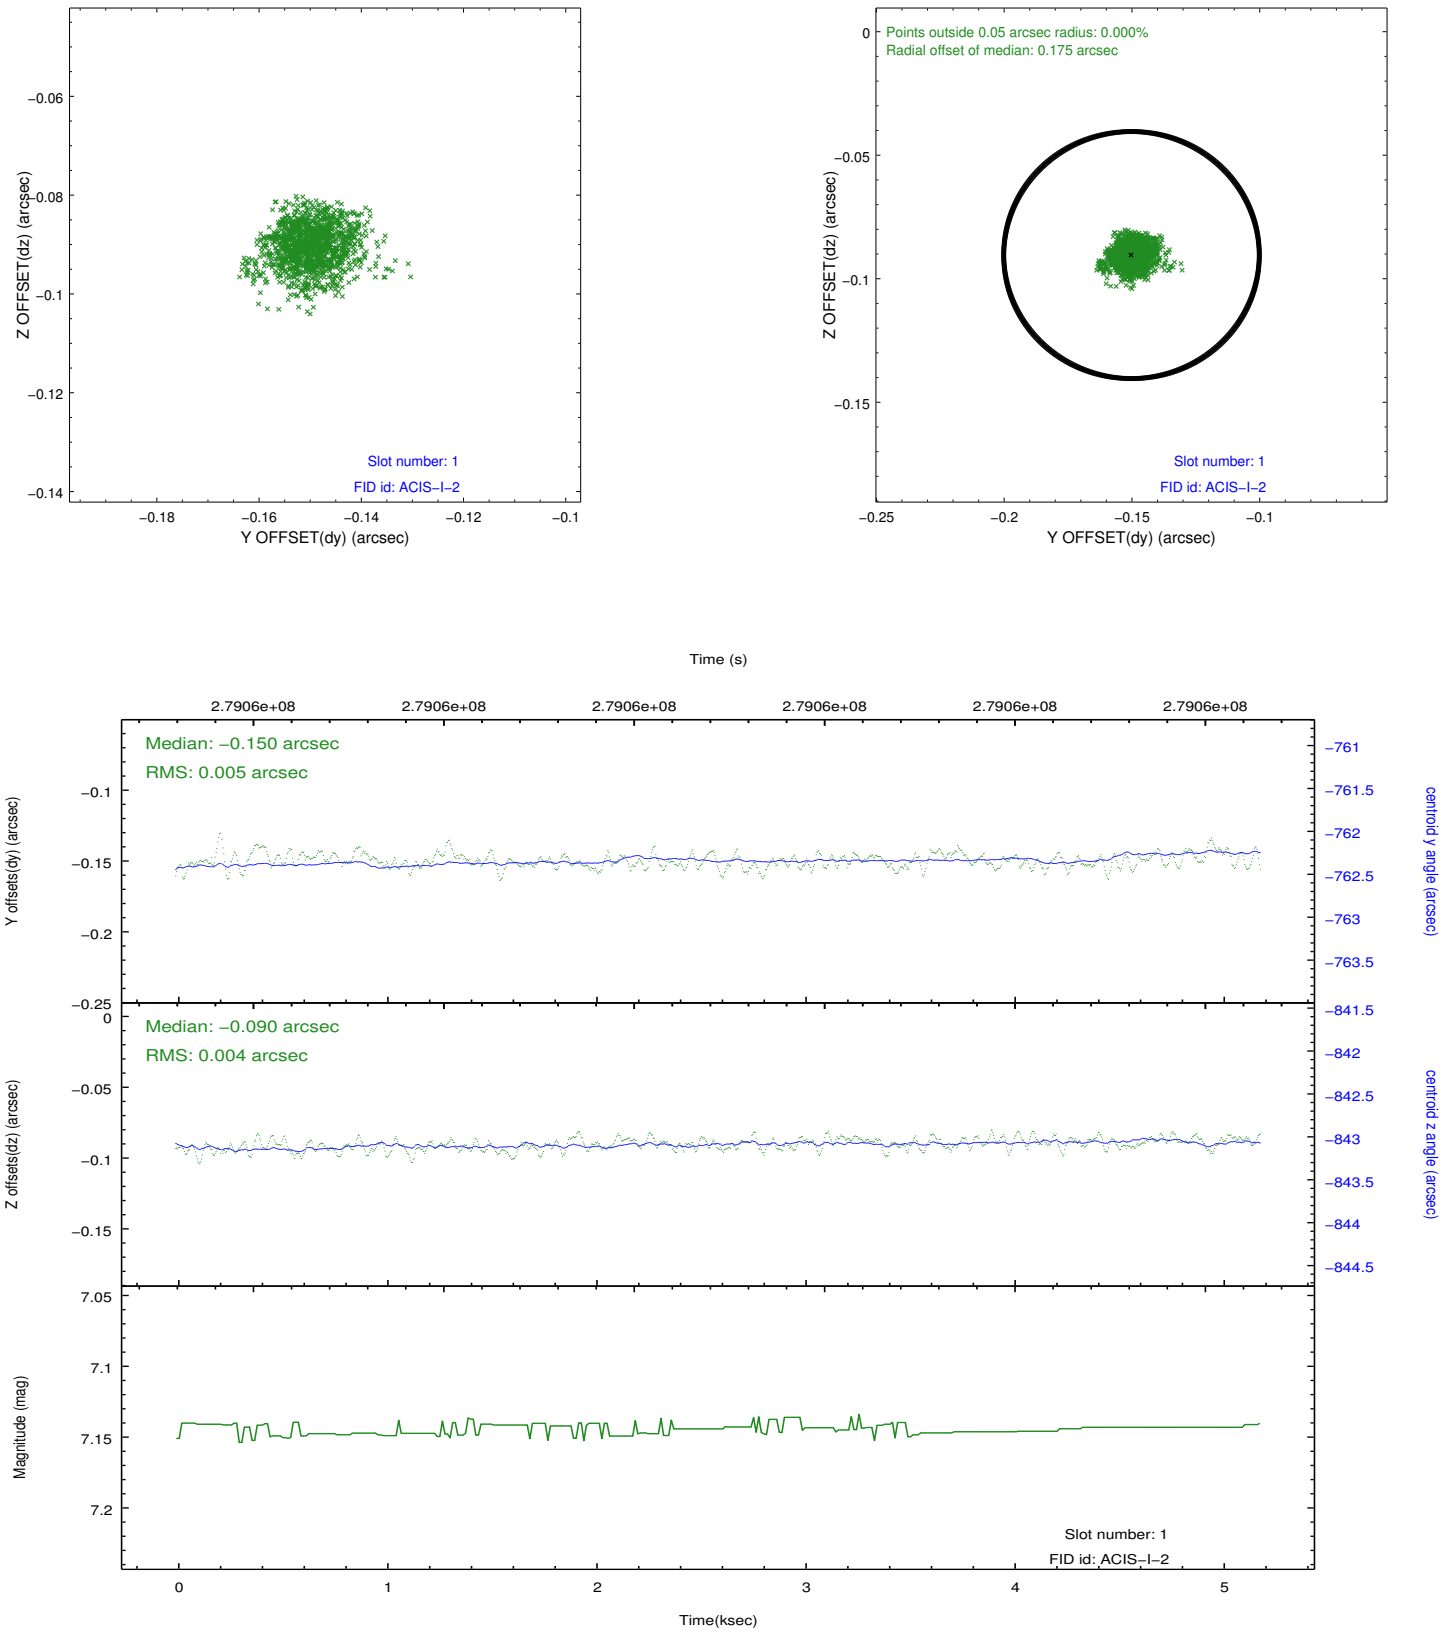 −0.06
−0.08
−0.1
−0.12
−0.14
Z OFFSET(dz) (arcsec)
Slot number: 1
FID id: ACIS−I−2
−0.18
−0.16
−0.14
−0.12
−0.1
Y OFFSET(dy) (arcsec)
Points outside 0.05 arcsec radius: 0.000%
Radial offset of median: 0.175 arcsec
0
−0.05
−0.1
−0.15
Z OFFSET(dz) (arcsec)
Slot number: 1
FID id: ACIS−I−2
−0.25
−0.2
−0.15
−0.1
Y OFFSET(dy) (arcsec)
Time (s)
2.7906e+08
2.7906e+08
2.7906e+08
2.7906e+08
2.7906e+08
2.7906e+08
Median: −0.150 arcsec
RMS: 0.005 arcsec
−0.1
−0.15
−0.2
−0.25
Y offsets(dy) (arcsec)
−761
−761.5
−762
−762.5
−763
−763.5
centroid y angle (arcsec)
Median: −0.090 arcsec
RMS: 0.004 arcsec
0
−0.05
−0.1
−0.15
Z offsets(dz) (arcsec)
−841.5
−842
−842.5
−843
−843.5
−844
−844.5
centroid z angle (arcsec)
7.05
7.1
7.15
7.2
Magnitude (mag)
Slot number: 1
FID id: ACIS−I−2
0
1
2
3
4
5
Time(ksec)